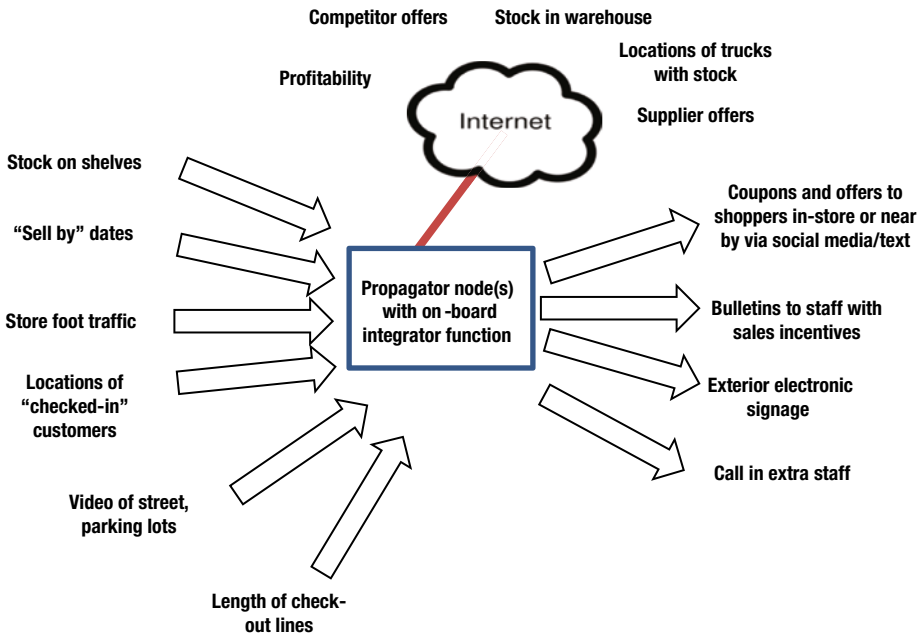 Competitor offers
Stock in warehouse
Locations of trucks
with stock
Profitability
Internet
Supplier offers
Stock on shelves
“Sell by” dates
Store foot traffic
Locations of
“checked-in”
customers
Video of street,
parking lots
Length of check-
out lines
Propagator node(s)
with on -board
integrator function
Coupons and offers to
shoppers in-store or near
by via social media/text
Bulletins to staff with
sales incentives
Exterior electronic
signage
Call in extra staff